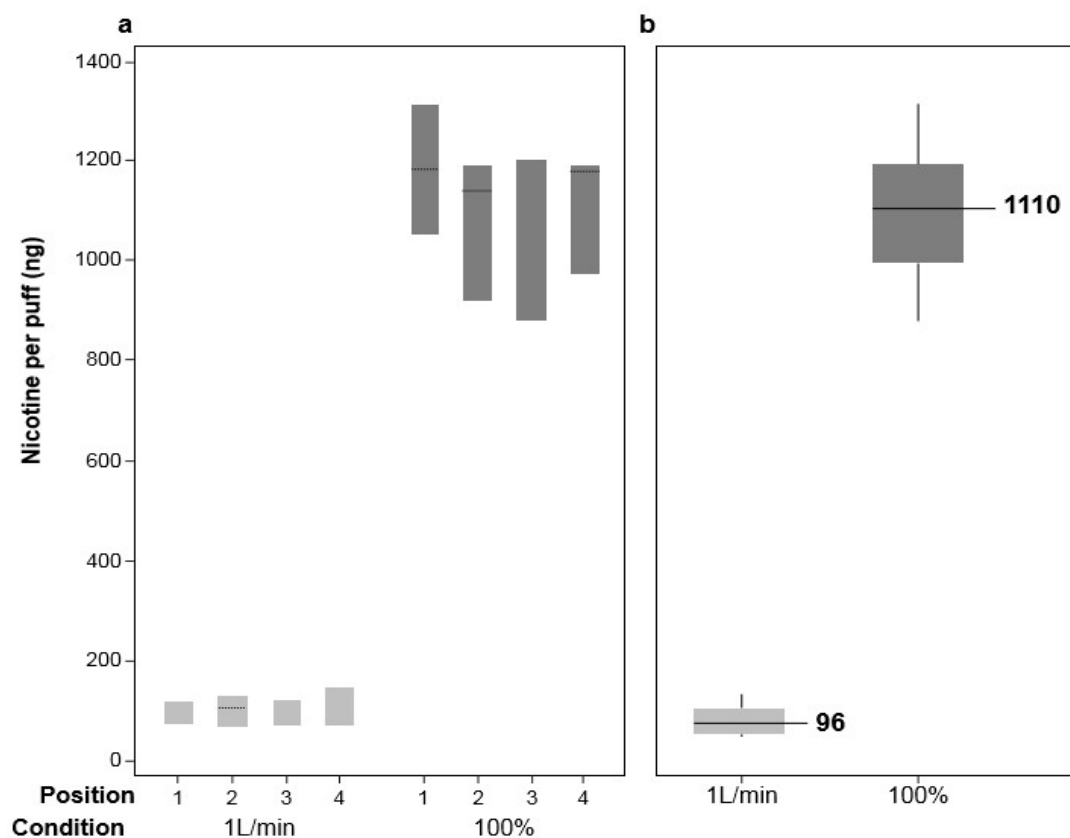 a
b
Nicotine per puff (ng)
1400
1200
1000
800
600
400
200
0
1110
96
Position 1 2 3 4 1 2 3 4
Condition 1L/min 100%
1L/min 100%